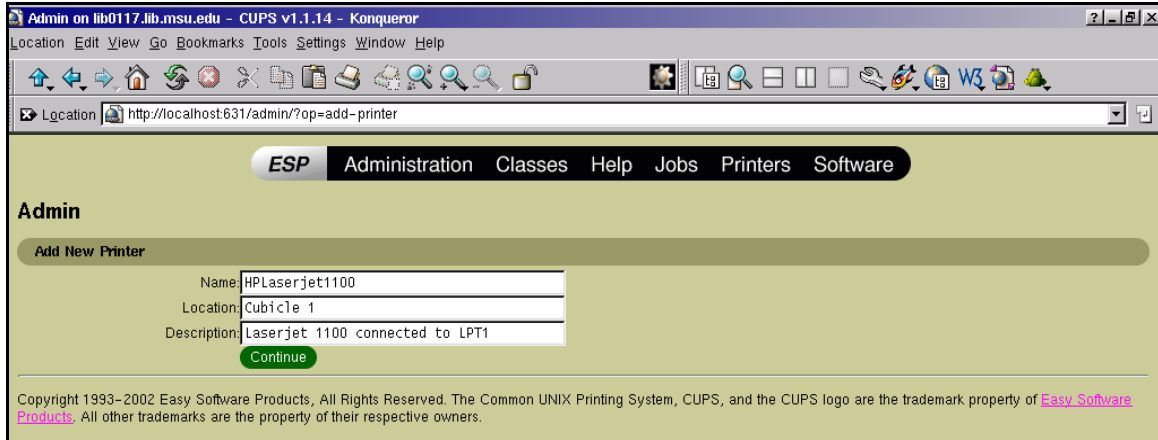 Admin on lib0117.lib.msu.edu - CUPS v1.1.14 - Konqueror
Location Edit View Go Bookmarks Tools Settings Window Help
Location http://localhost:631/admin/?op=add-printer
ESP Administration Classes Help Jobs Printers Software
Admin
Add New Printer
Name: HPLaserjet1100
Location: Cubicle 1
Description: Laserjet 1100 connected to LPT1
Continue
Copyright 1993-2002 Easy Software Products, All Rights Reserved. The Common UNIX Printing System, CUPS, and the CUPS logo are the trademark property of Easy Software
Products. All other trademarks are the property of their respective owners.